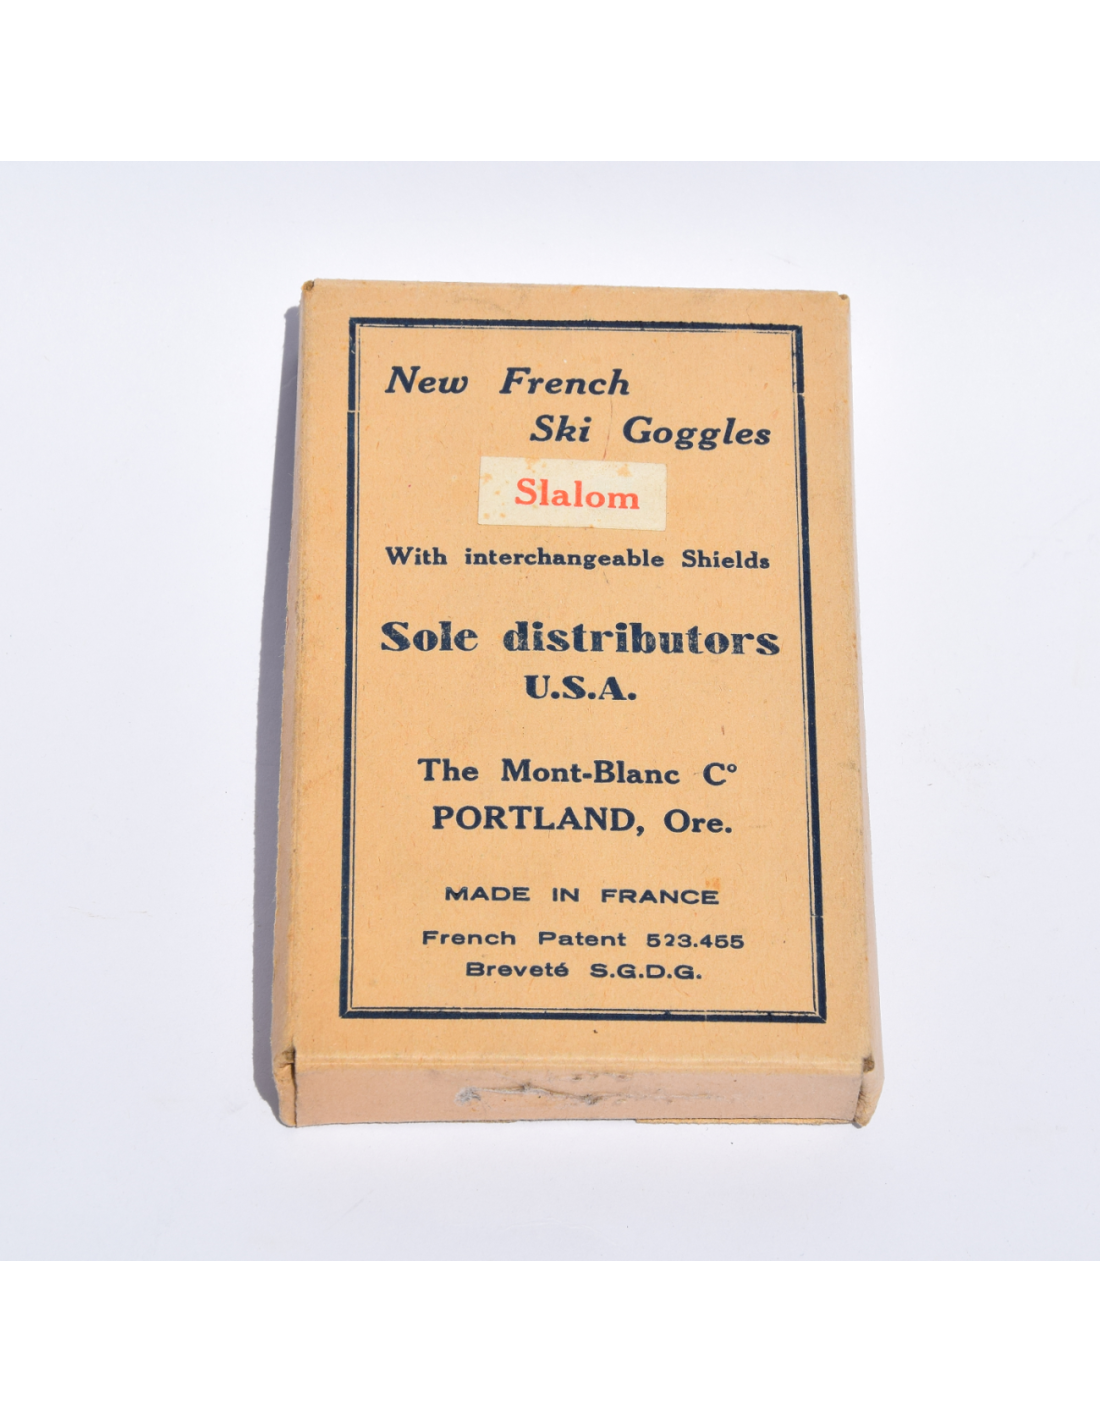 New French
Ski Goggles
Slalom
With interchangeable Shields
Sole distributors
U.S.A.
The Mont-Blanc Cº
PORTLAND, Ore.
MADE IN FRANCE
French Patent 523.455
Breveté S.G.D.G.